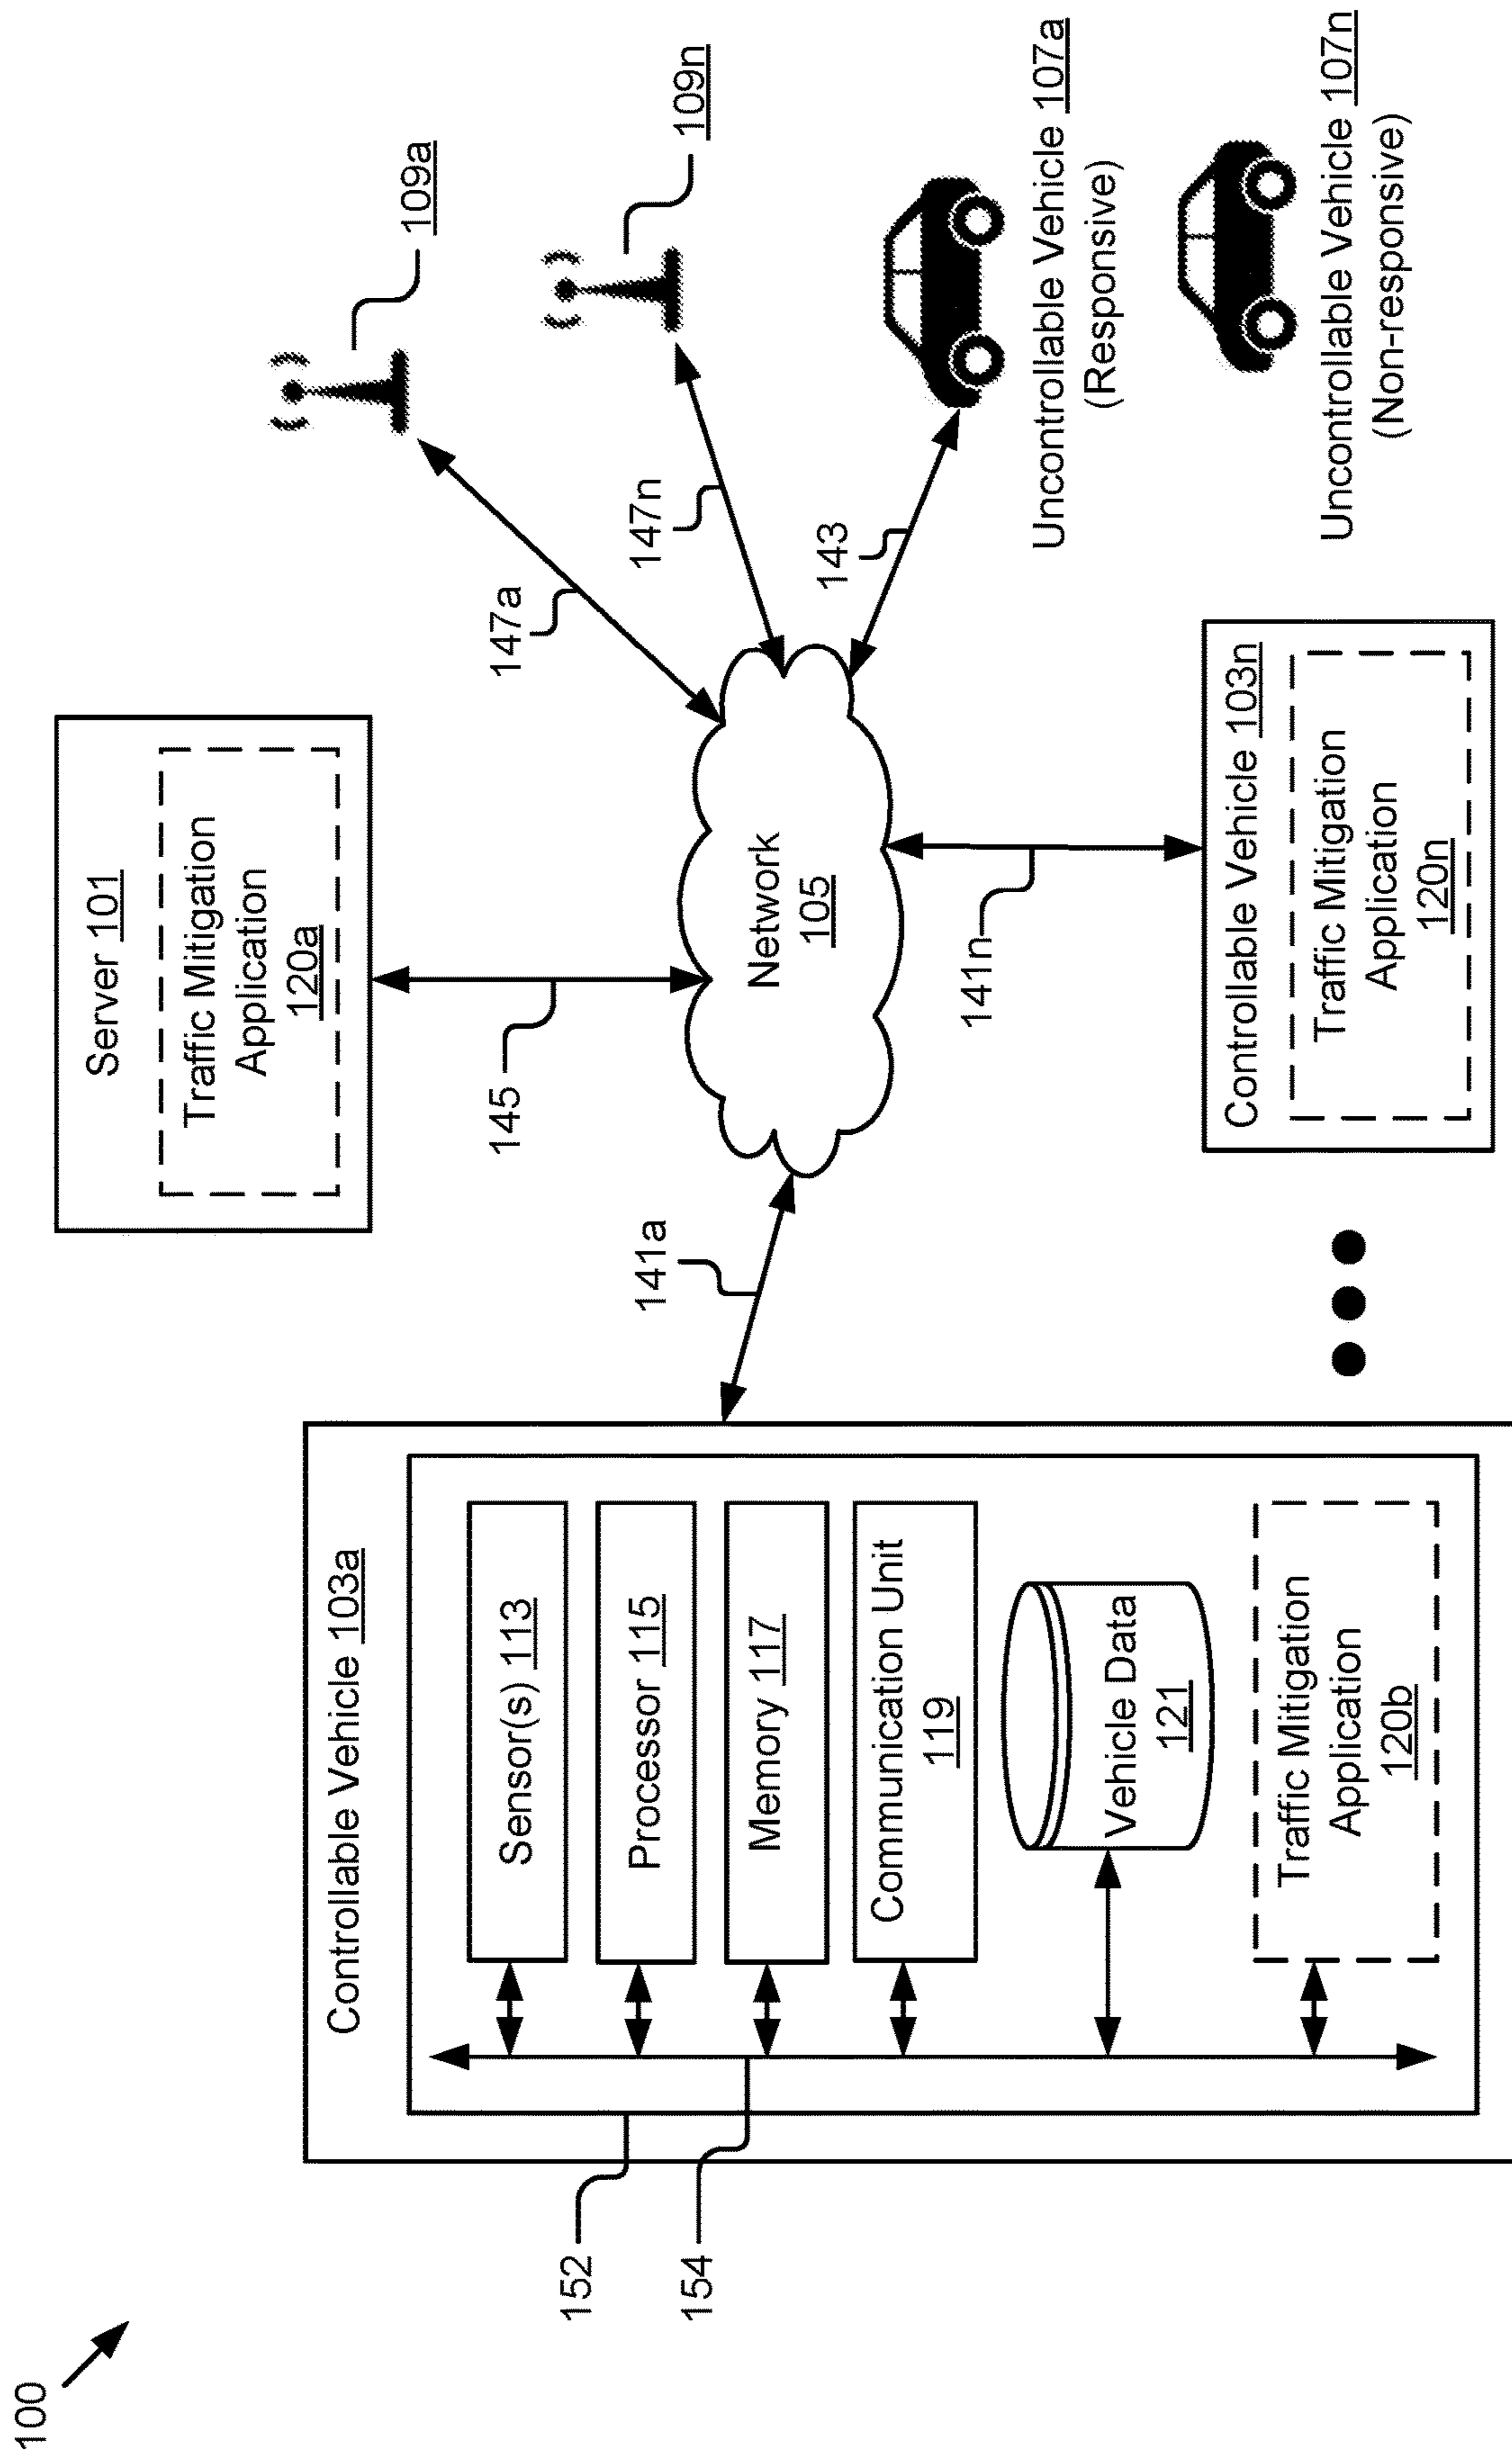 100
Server 101
Traffic Mitigation
Application
120a
145
147a
109a
147n
109n
143
Uncontrollable Vehicle 107a
(Responsive)
Uncontrollable Vehicle 107n
(Non-responsive)
Network
105
141a
141n
Controllable Vehicle 103a
Sensor(s) 113
Processor 115
Memory 117
Communication Unit
119
Vehicle Data
121
Traffic Mitigation
Application
120b
152
154
Controllable Vehicle 103n
Traffic Mitigation
Application
120n